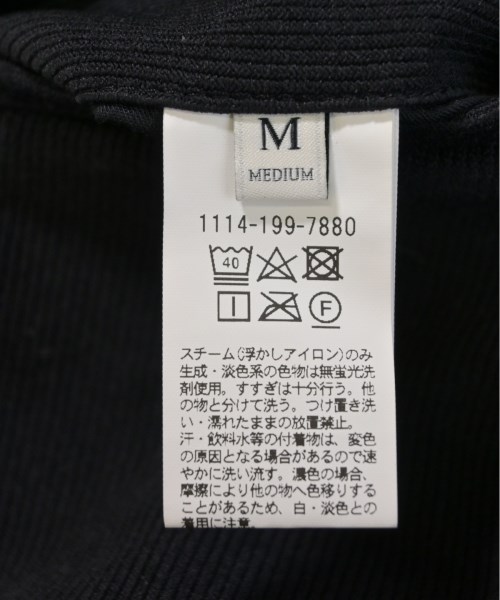 M
MEDIUM
1114-199-7880
40
F
スチーム(浮かしアイロン)のみ
生成・淡色系の色物は無蛍光洗
剤使用。すすぎは十分行う。他
の物と分けて洗う。つけ置き洗
い・濡れたままの放置禁止。
汗・飲料水等の付着物は、変色
の原因となる場合があるので速
やかに洗い流す。濃色の場合、
摩擦により他の物へ色移りする
ことがあるため、白・淡色との
着用に注意。